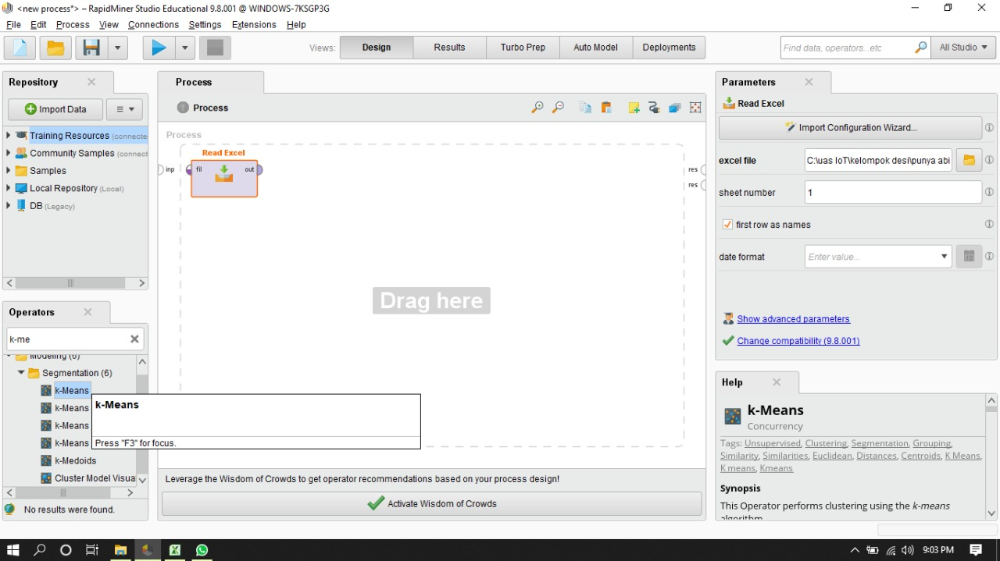 <new process*> – RapidMiner Studio Educational 9.8.001 @ WINDOWS-7KSGP3G
File Edit Process View Connections Settings Extensions Help
Views: Design Results Turbo Prep Auto Model Deployments Find data, operators...etc All Studio
Repository
Import Data
Training Resources (connecte
Community Samples (connect
Samples
Local Repository (Local)
DB (Legacy)
Operators
k-me
Modeling (6)
Segmentation (6)
k-Means
k-Means
k-Means
k-Means
k-Medoids
Cluster Model Visua
No results were found.
k-Means
Press "F3" for focus.
Process
Process
Process
Read Excel
inp fil out res
res
Drag here
Leverage the Wisdom of Crowds to get operator recommendations based on your process design!
Activate Wisdom of Crowds
Parameters
Read Excel
Import Configuration Wizard...
excel file C:\uas IoT\kelompok desi\punya abi
sheet number 1
first row as names
date format Enter value...
Show advanced parameters
Change compatibility (9.8.001)
Help
k-Means
Concurrency
Tags: Unsupervised, Clustering, Segmentation, Grouping,
Similarity, Similarities, Euclidean, Distances, Centroids, K Means,
K means, Kmeans
Synopsis
This Operator performs clustering using the k-means
algorithm
9:03 PM